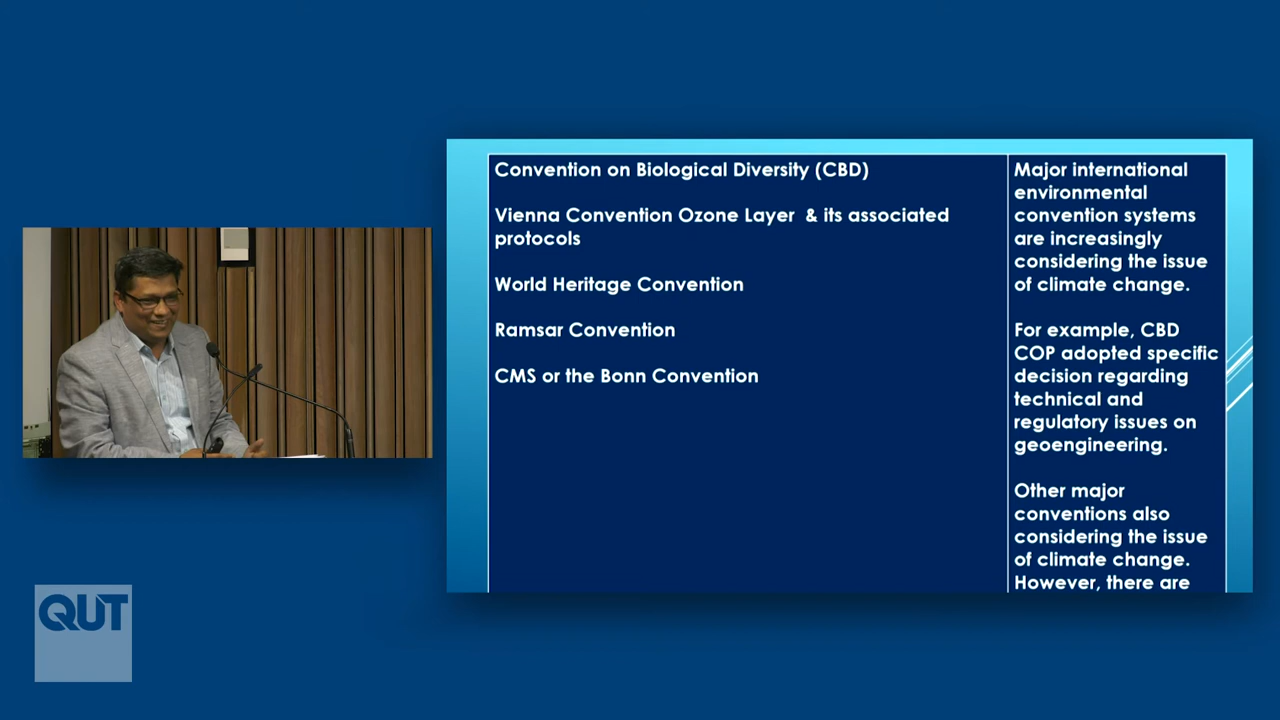 Convention on Biological Diversity (CBD)
Vienna Convention Ozone Layer & its associated
protocols
World Heritage Convention
Ramsar Convention
CMS or the Bonn Convention
Major international
environmental
convention systems
are increasingly
considering the issue
of climate change.
For example, CBD
COP adopted specific
decision regarding
technical and
regulatory issues on
geoengineering.
Other major
conventions also
considering the issue
of climate change.
However, there are
QUT